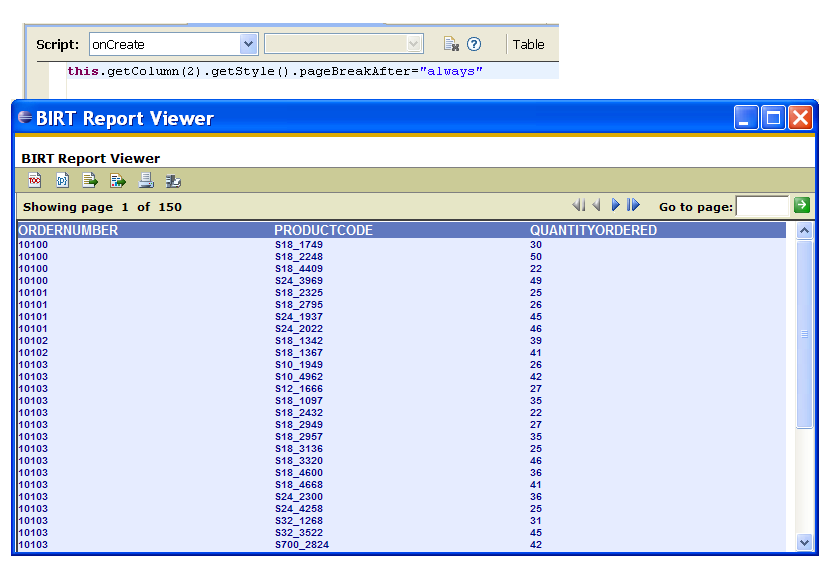 Script: onCreate Table
this.getColumn(2).getStyle().pageBreakAfter="always"
BIRT Report Viewer
BIRT Report Viewer
TOC
Showing page 1 of 150 Go to page:
ORDERNUMBER PRODUCTCODE QUANTITYORDERED
10100 S18_1749 30
10100 S18_2248 50
10100 S18_4409 22
10100 S24_3969 49
10101 S18_2325 25
10101 S18_2795 26
10101 S24_1937 45
10101 S24_2022 46
10102 S18_1342 39
10102 S18_1367 41
10103 S10_1949 26
10103 S10_4962 42
10103 S12_1666 27
10103 S18_1097 35
10103 S18_2432 22
10103 S18_2949 27
10103 S18_2957 35
10103 S18_3136 25
10103 S18_3320 46
10103 S18_4600 36
10103 S18_4668 41
10103 S24_2300 36
10103 S24_4258 25
10103 S32_1268 31
10103 S32_3522 45
10103 S700_2824 42